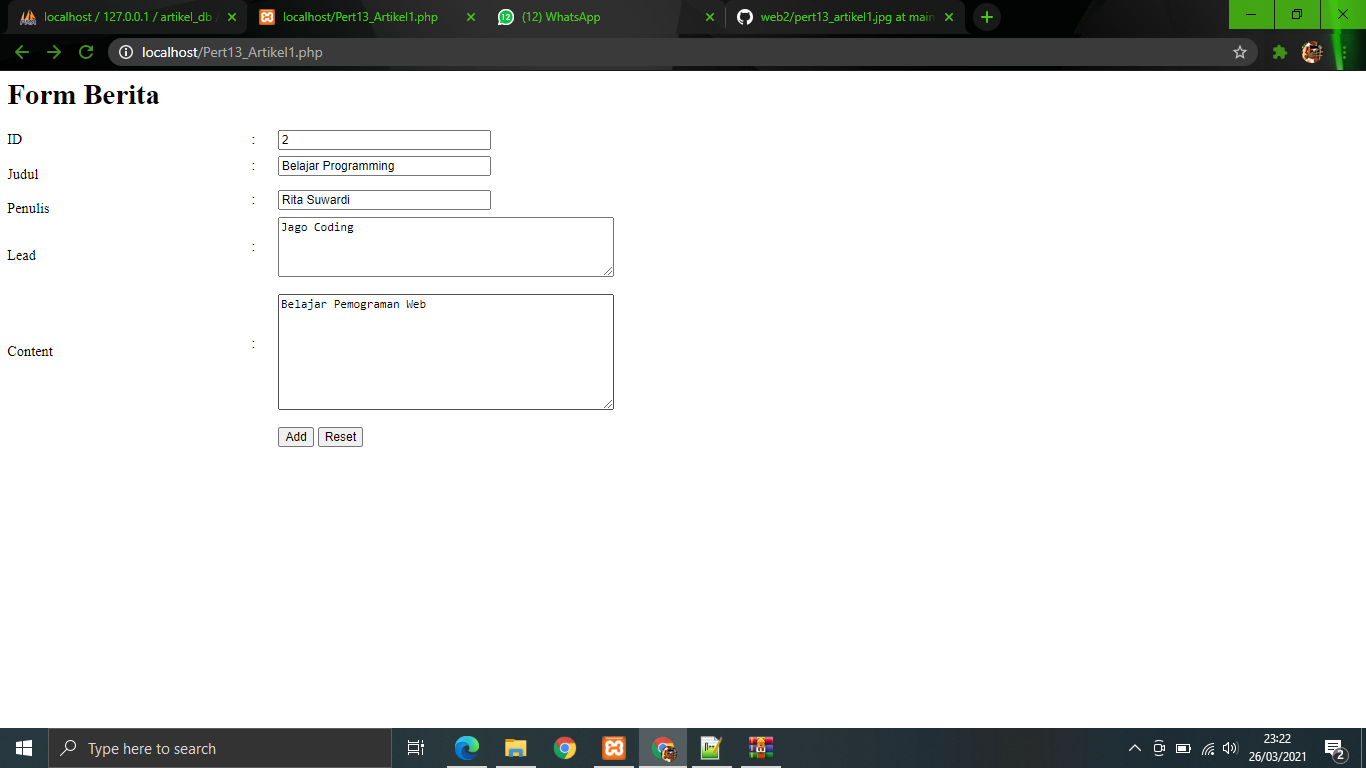 localhost / 127.0.0.1 / artikel_db
localhost/Pert13_Artikel1.php
12
(12) WhatsApp
web2/pert13_artikel1.jpg at main
localhost/Pert13_Artikel1.php
Form Berita
ID : 2
Judul : Belajar Programming
Penulis : Rita Suwardi
Lead : Jago Coding
Content : Belajar Pemograman Web
Add Reset
Type here to search
23:22
26/03/2021
2